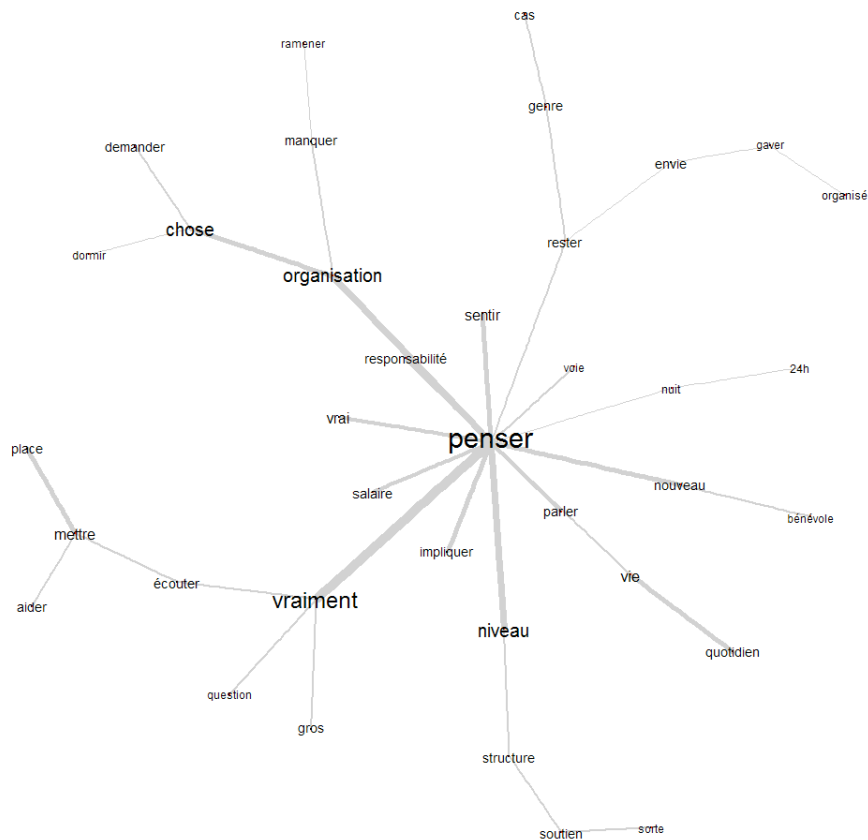 cas
ramener
genre
manquer
demander
gaver
envie
organisé
chose
rester
dormir
organisation
sentir
responsabilité
voie
24h
nuit
vrai
penser
place
salaire
nouveau
parler
bénévole
mettre
impliquer
écouter
vie
vraiment
aider
niveau
quotidien
question
gros
structure
sorte
soutien